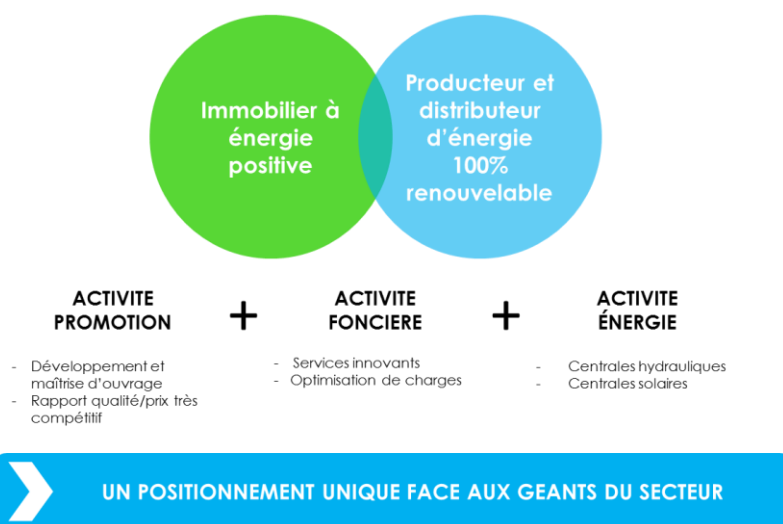 Immobilier à
énergie
positive
Producteur et
distributeur
d'énergie
100%
renouvelable
ACTIVITE
PROMOTION
+
ACTIVITE
FONCIERE
+
ACTIVITE
ÉNERGIE
- Développement et
maîtrise d'ouvrage
- Rapport qualité/prix très
compétitif
- Services innovants
- Optimisation de charges
- Centrales hydrauliques
- Centrales solaires
UN POSITIONNEMENT UNIQUE FACE AUX GEANTS DU SECTEUR